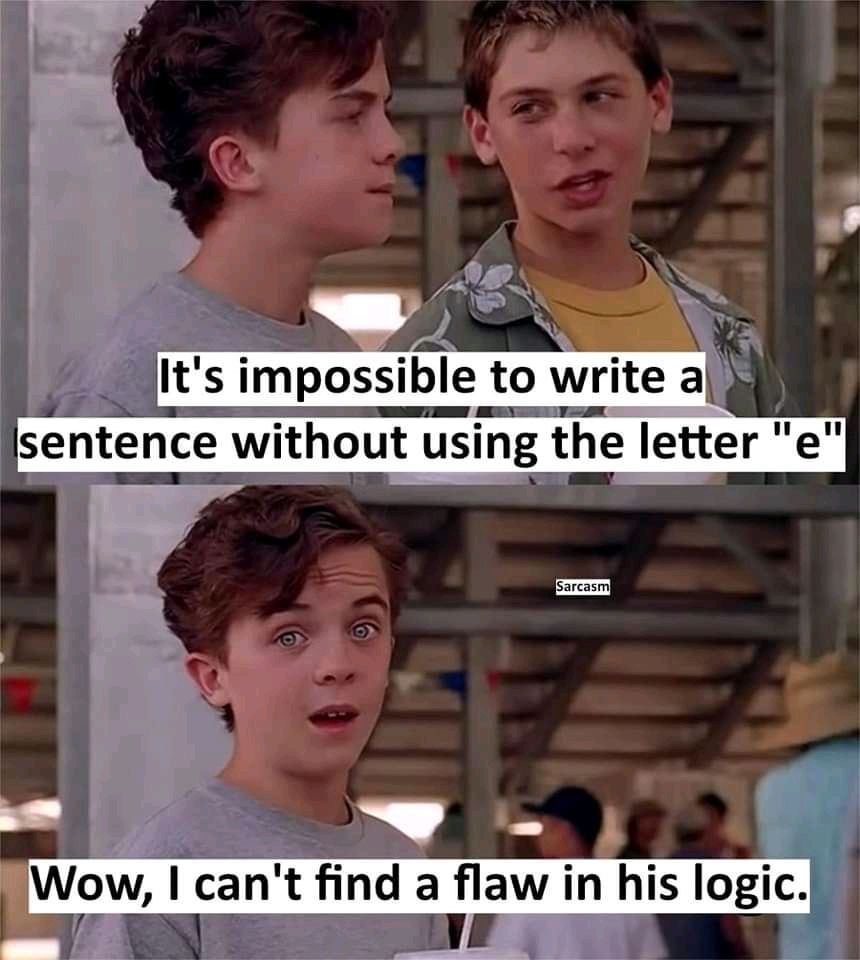 It's impossible to write a
sentence without using the letter "e"
Sarcasm
Wow, I can't find a flaw in his logic.